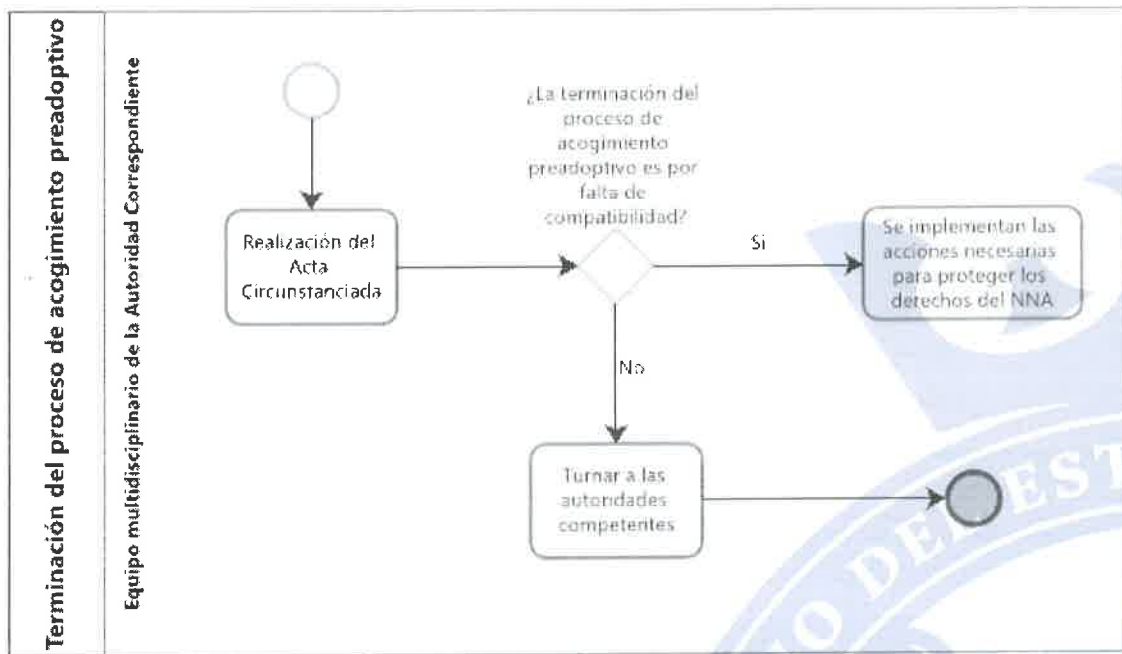 Terminación del proceso de acogimiento preadoptivo
Equipo multidisciplinario de la Autoridad Correspondiente
¿La terminación del
proceso de
acogimiento
preadoptivo es por
falta de
compatibilidad?
Realización del
Acta
Circunstanciada
Si
Se implementan las
acciones necesarias
para proteger los
derechos del NNA
No
Turnar a las
autoridades
competentes
O DEL EST